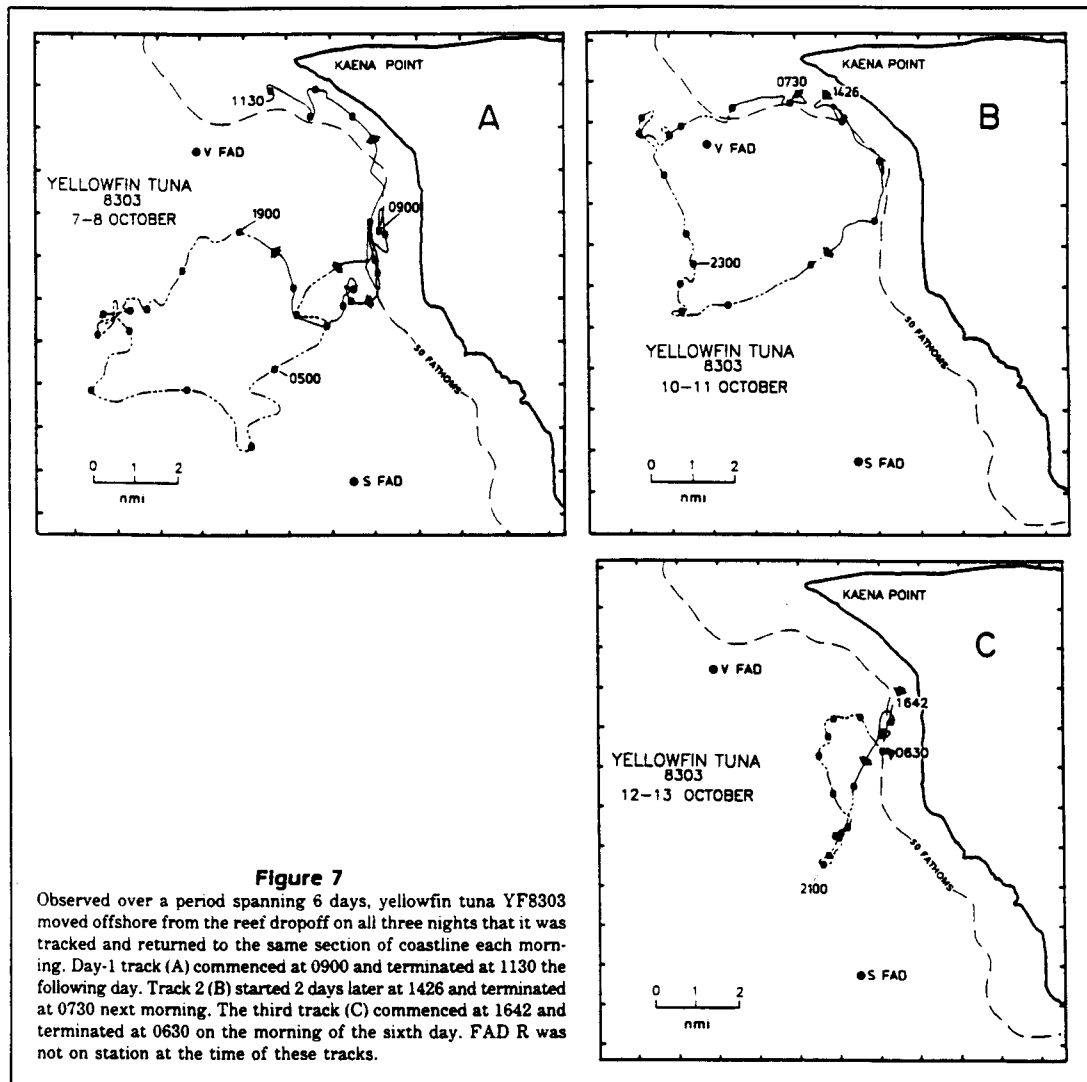 KAENA POINT
1130
A
V FAD
YELLOWFIN TUNA
8303
7-8 OCTOBER
1900
0900
0500
50 FATHOMS
0 1 2
nmi
S FAD
KAENA POINT
0730
1426
B
V FAD
2300
YELLOWFIN TUNA
8303
10-11 OCTOBER
50 FATHOMS
S FAD
0 1 2
nmi
KAENA POINT
C
V FAD
1642
0630
YELLOWFIN TUNA
8303
12-13 OCTOBER
50 FATHOMS
2100
S FAD
0 1 2
nmi
Figure 7
Observed over a period spanning 6 days, yellowfin tuna YF8303
moved offshore from the reef dropoff on all three nights that it was
tracked and returned to the same section of coastline each morn-
ing. Day-1 track (A) commenced at 0900 and terminated at 1130 the
following day. Track 2 (B) started 2 days later at 1426 and terminated
at 0730 next morning. The third track (C) commenced at 1642 and
terminated at 0630 on the morning of the sixth day. FAD R was
not on station at the time of these tracks.